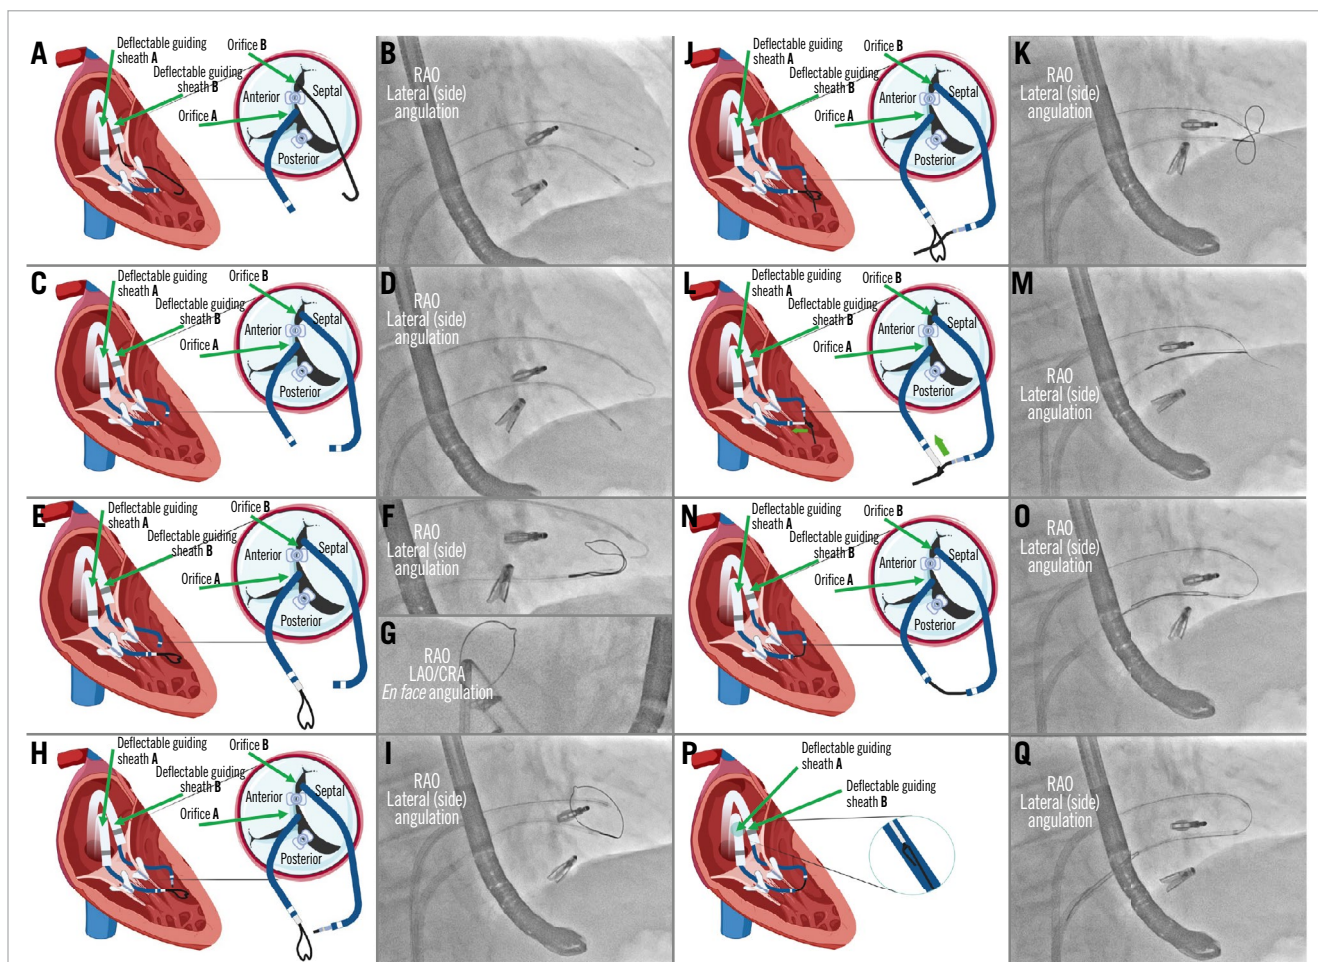 A
Deflectable guiding
sheath A
Deflectable guiding
sheath B
Orifice B
Anterior
Septal
Orifice A
Posterior
B
RAO
Lateral (side)
angulation
C
Deflectable guiding
sheath A
Deflectable guiding
sheath B
Orifice B
Anterior
Septal
Orifice A
Posterior
D
RAO
Lateral (side)
angulation
E
Deflectable guiding
sheath A
Deflectable guiding
sheath B
Orifice B
Anterior
Septal
Orifice A
Posterior
F
RAO
Lateral (side)
angulation
G
RAO
LAO/CRA
En face angulation
H
Deflectable guiding
sheath A
Deflectable guiding
sheath B
Orifice B
Anterior
Septal
Orifice A
Posterior
I
RAO
Lateral (side)
angulation
J
Deflectable guiding
sheath A
Deflectable guiding
sheath B
Orifice B
Anterior
Septal
Orifice A
Posterior
K
RAO
Lateral (side)
angulation
L
Deflectable guiding
sheath A
Deflectable guiding
sheath B
Orifice B
Anterior
Septal
Orifice A
Posterior
M
RAO
Lateral (side)
angulation
N
Deflectable guiding
sheath A
Deflectable guiding
sheath B
Orifice B
Anterior
Septal
Orifice A
Posterior
O
RAO
Lateral (side)
angulation
P
Deflectable guiding
sheath A
Deflectable guiding
sheath B
Q
RAO
Lateral (side)
angulation